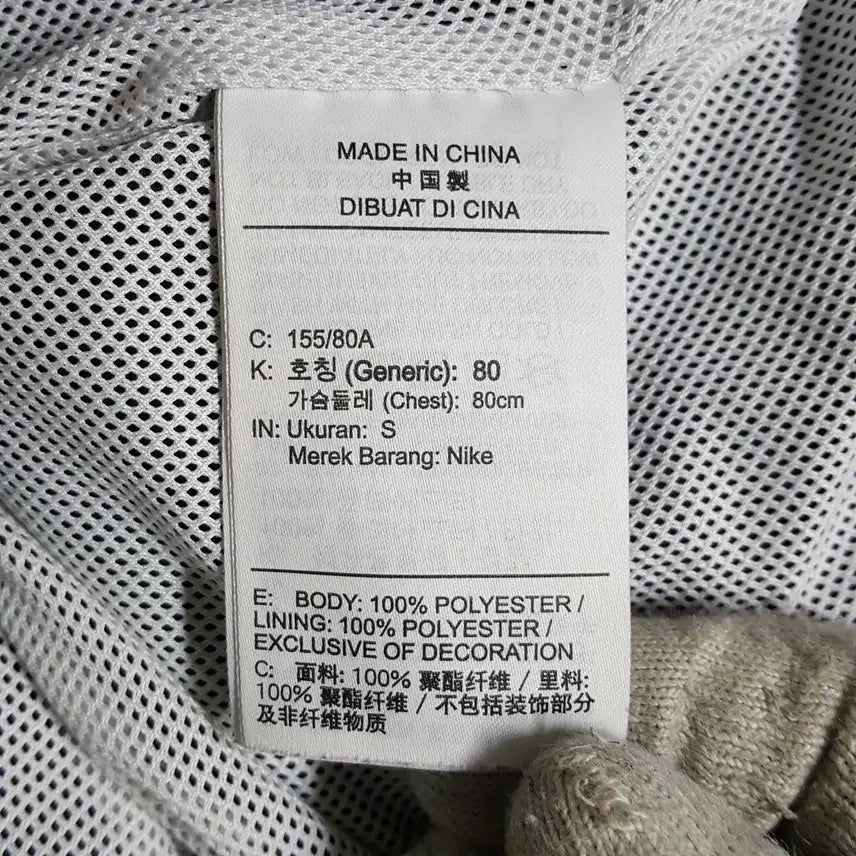 MADE IN CHINA
中国製
DIBUAT DI CINA
C: 155/80A
K: 호칭 (Generic): 80
가슴둘레 (Chest): 80cm
IN: Ukuran: S
Merek Barang: Nike
E: BODY: 100% POLYESTER /
LINING: 100% POLYESTER /
EXCLUSIVE OF DECORATION
C: 面料: 100% 聚酯纤维 / 里料:
100% 聚酯纤维 / 不包括装饰部分
及非纤维物质